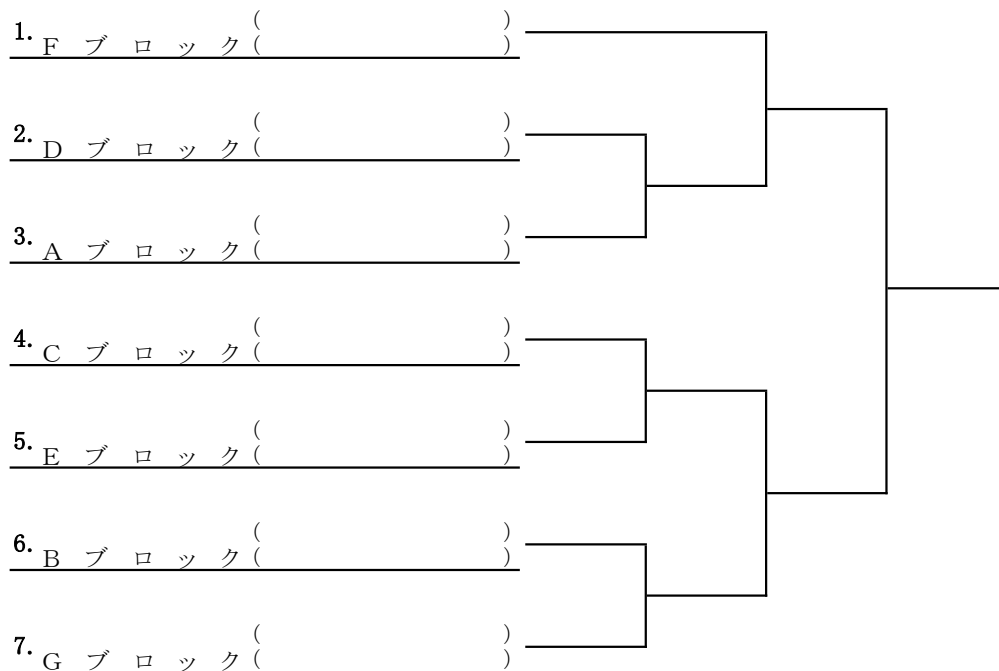 ( )
1. F ブ ロ ッ ク ( )
( )
2. D ブ ロ ッ ク ( )
( )
3. A ブ ロ ッ ク ( )
( )
4. C ブ ロ ッ ク ( )
( )
5. E ブ ロ ッ ク ( )
( )
6. B ブ ロ ッ ク ( )
( )
7. G ブ ロ ッ ク ( )